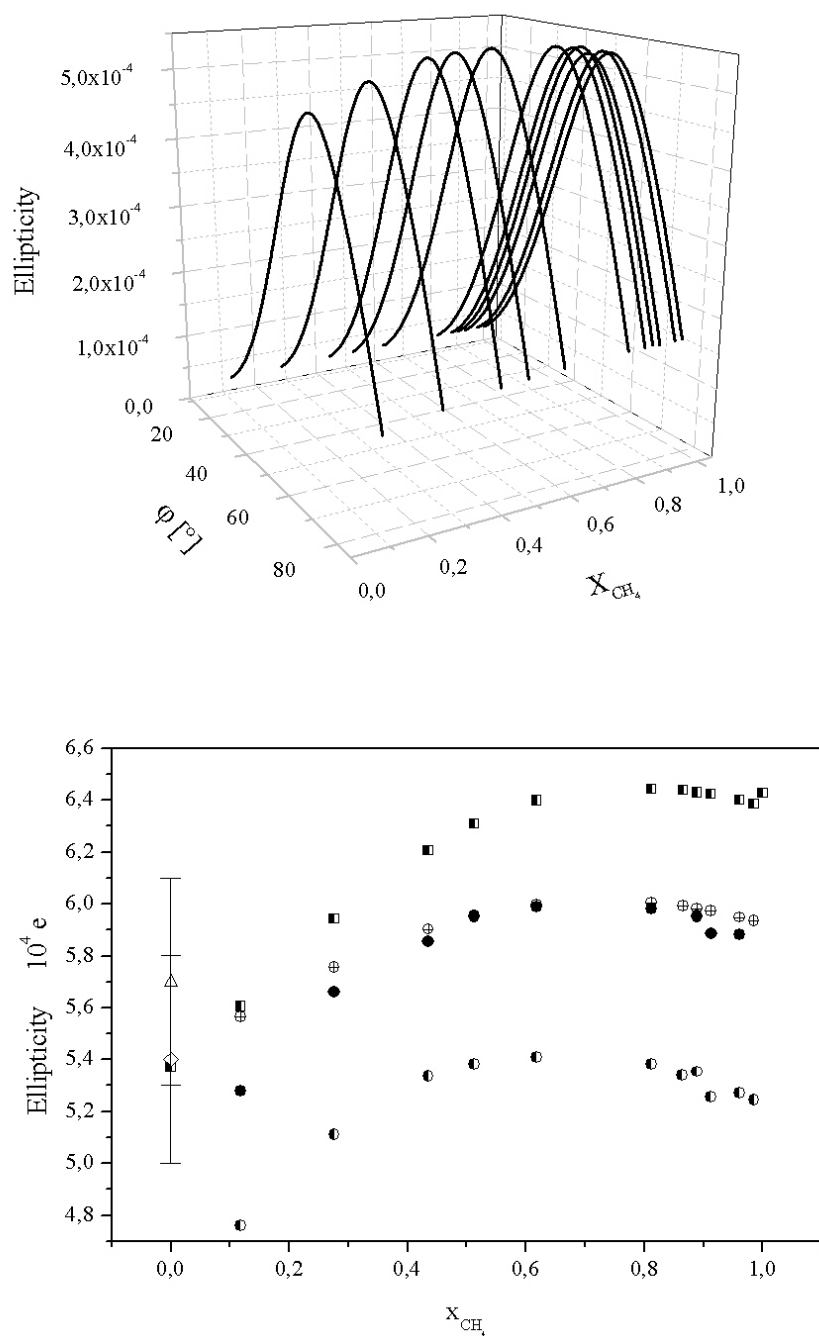 5,0x10⁻⁴
4,0x10⁻⁴
3,0x10⁻⁴
2,0x10⁻⁴
1,0x10⁻⁴
0,0
Ellipticity
20
40
60
80
φ [°]
0,0
0,2
0,4
0,6
0,8
1,0
X_CH₄
6,6
6,4
6,2
6,0
5,8
5,6
5,4
5,2
5,0
4,8
Ellipticity 10⁴ e
0,0
0,2
0,4
0,6
0,8
1,0
x_CH₄